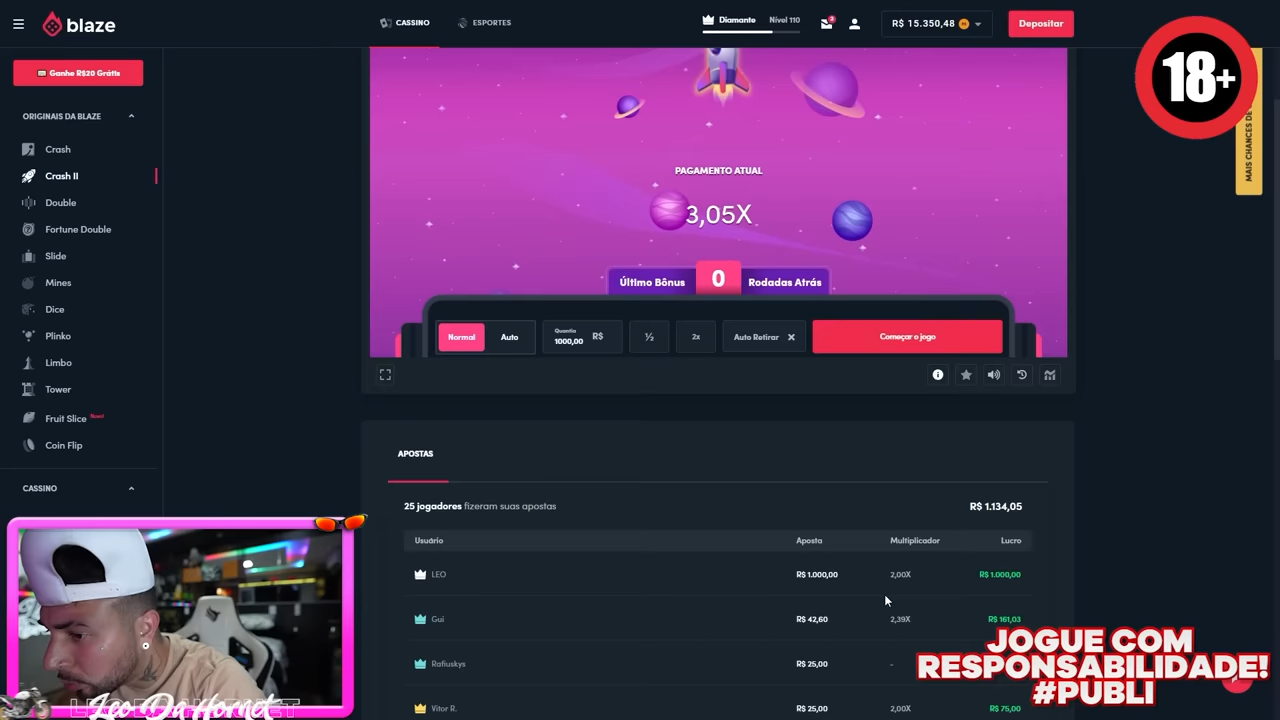 blaze
CASSINO
ESPORTES
Diamante Nível 110
3
R$ 15.350,48 R$
Depositar
Ganhe R$20 Grátis
18+
MAIS CHANCES DE
ORIGINAIS DA BLAZE
Crash
Crash II
Double
Fortune Double
Slide
Mines
Dice
Plinko
Limbo
Tower
Fruit Slice Novo!
Coin Flip
CASSINO
PAGAMENTO ATUAL
3,05X
Último Bônus 0 Rodadas Atrás
Normal Auto
Quantia
1000,00 R$
½
2x
Auto Retirar
Começar o jogo
APOSTAS
25 jogadores fizeram suas apostas R$ 1.134,05
Usuário Aposta Multiplicador Lucro
LEO R$ 1.000,00 2,00X R$ 1.000,00
Gui R$ 42,60 2,39X R$ 161,03
Rafiuskys R$ 25,00 -
Vitor R. R$ 25,00 2,00X R$ 75,00
JOGUE COM
RESPONSABILIDADE!
#PUBLI
Leo Da Hornet